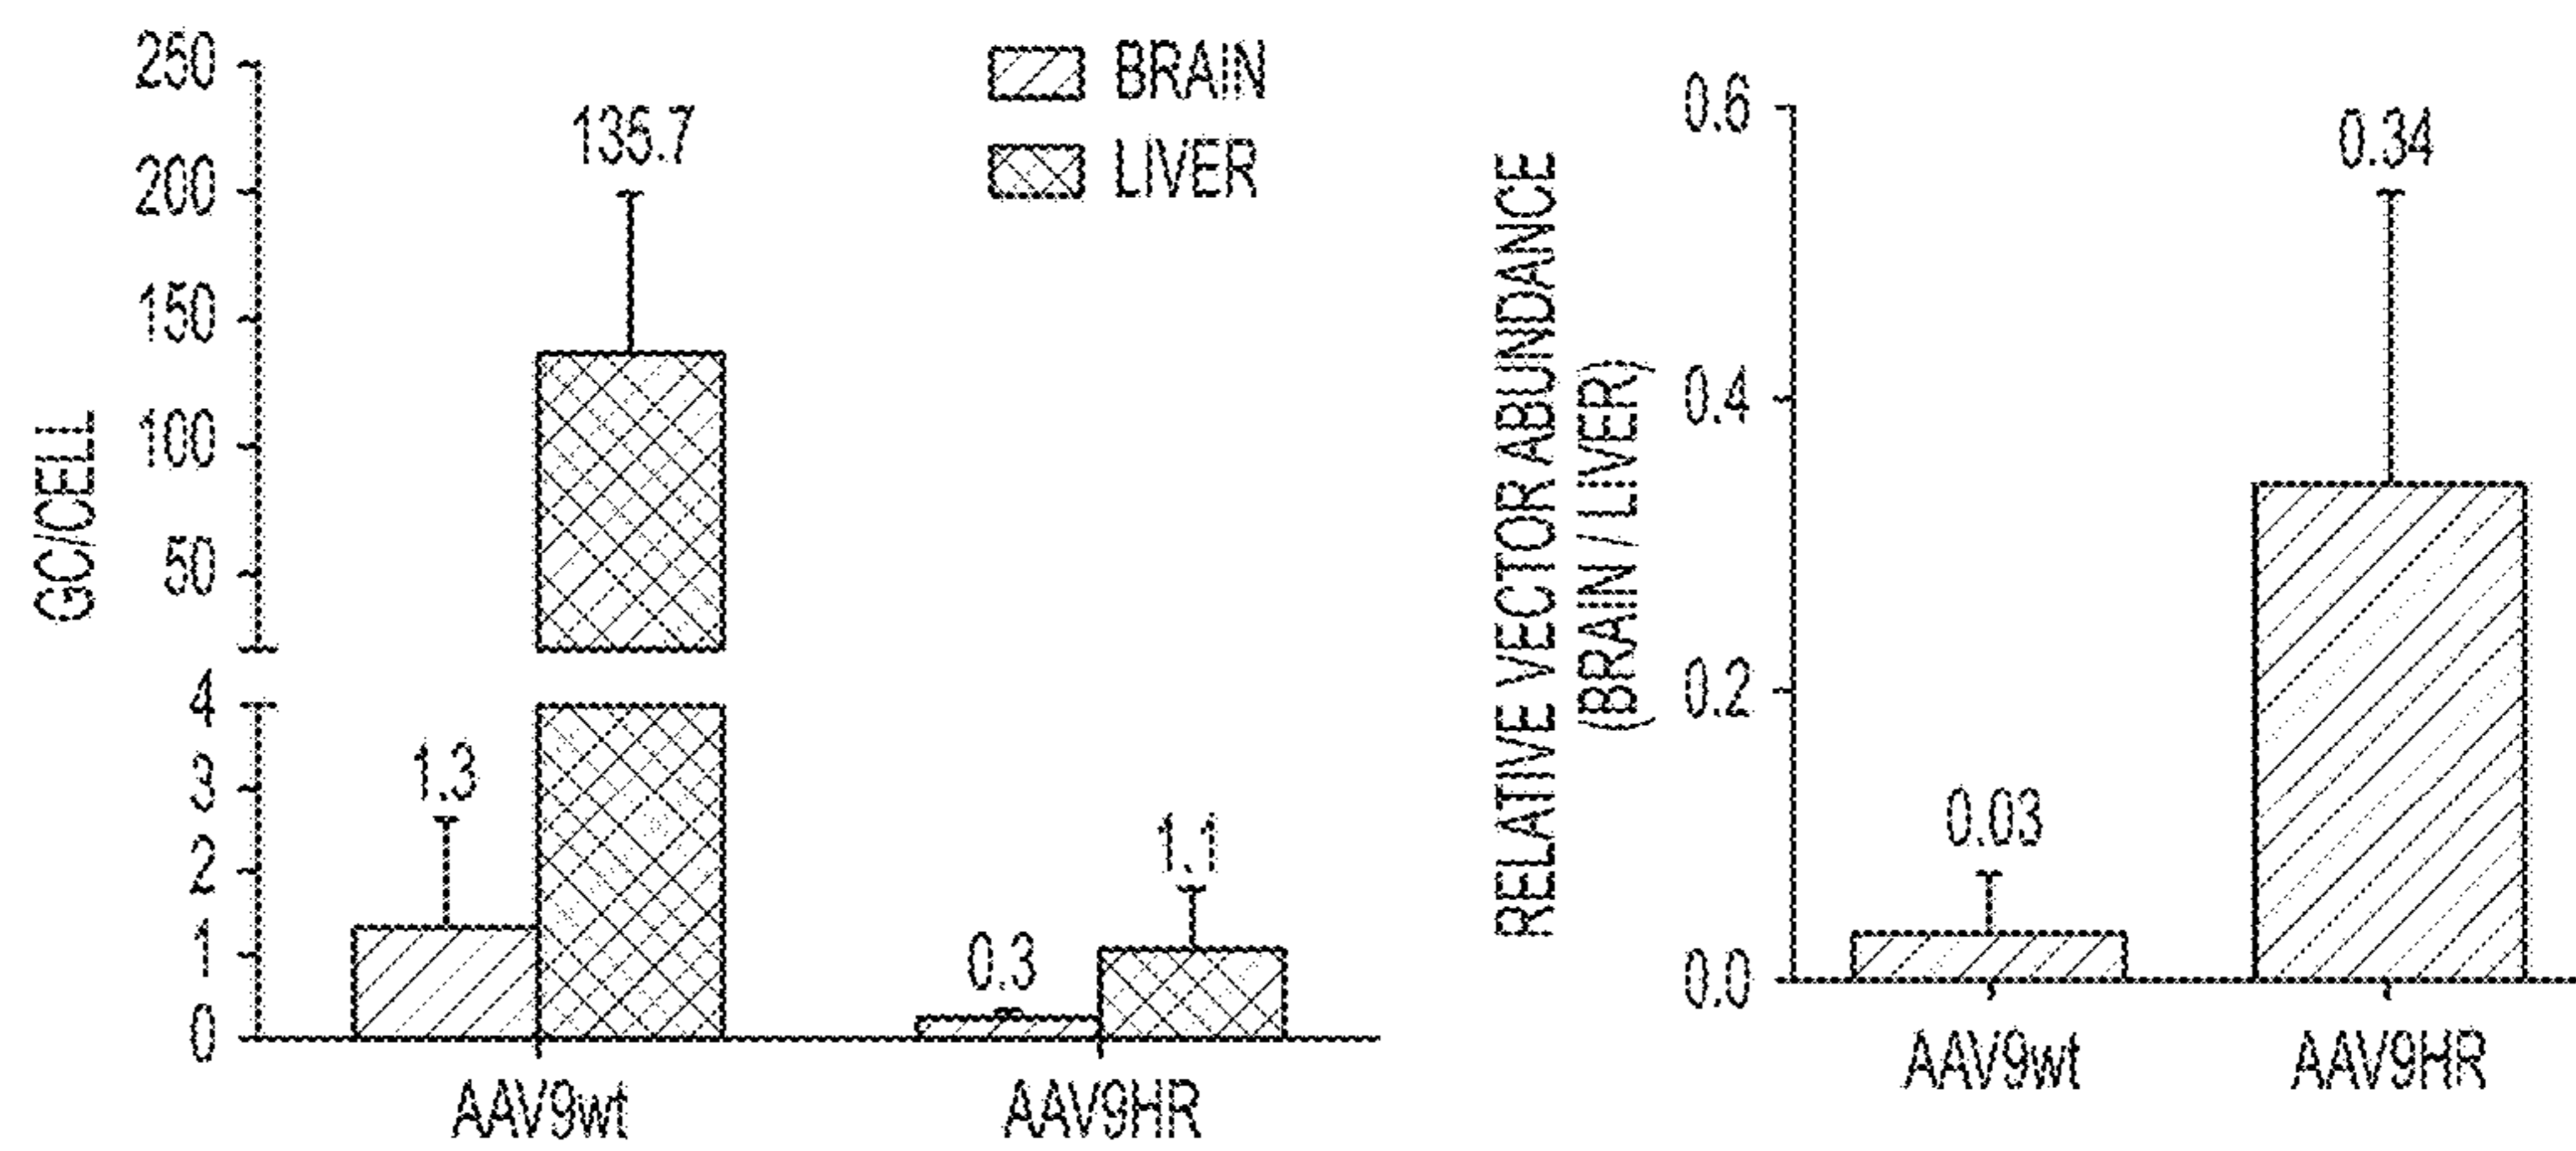 250
200
150
100
50
4
3
2
1
0
GC/CELL
BRAIN
LIVER
135.7
1.3
0.3
1.1
AAV9wt
AAV9HR
RELATIVE VECTOR ABUNDANCE
(BRAIN / LIVER)
0.6
0.4
0.2
0.0
0.03
0.34
AAV9wt
AAV9HR